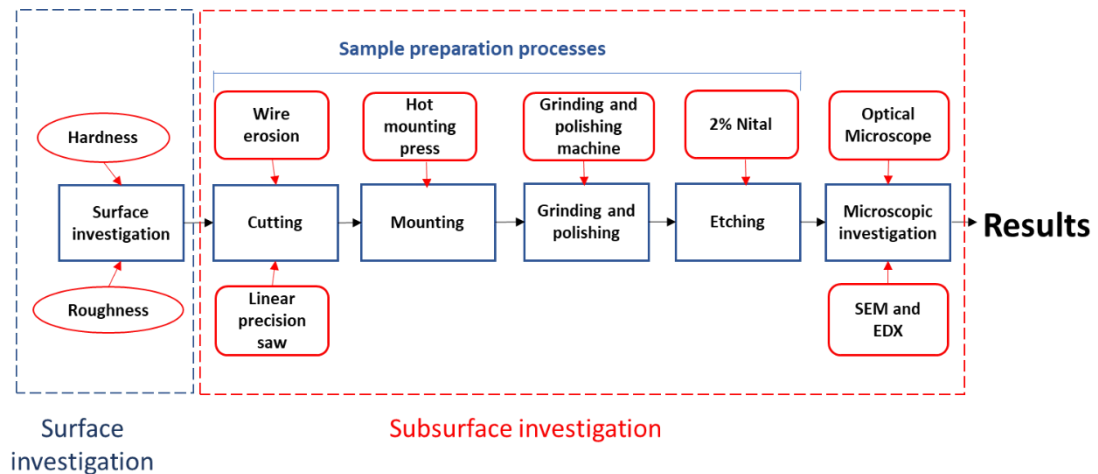 Sample preparation processes
Hardness
Wire
erosion
Hot
mounting
press
Grinding and
polishing
machine
2% Nital
Optical
Microscope
Surface
investigation
Cutting
Mounting
Grinding and
polishing
Etching
Microscopic
investigation
Results
Roughness
Linear
precision
saw
SEM and
EDX
Surface
investigation
Subsurface investigation